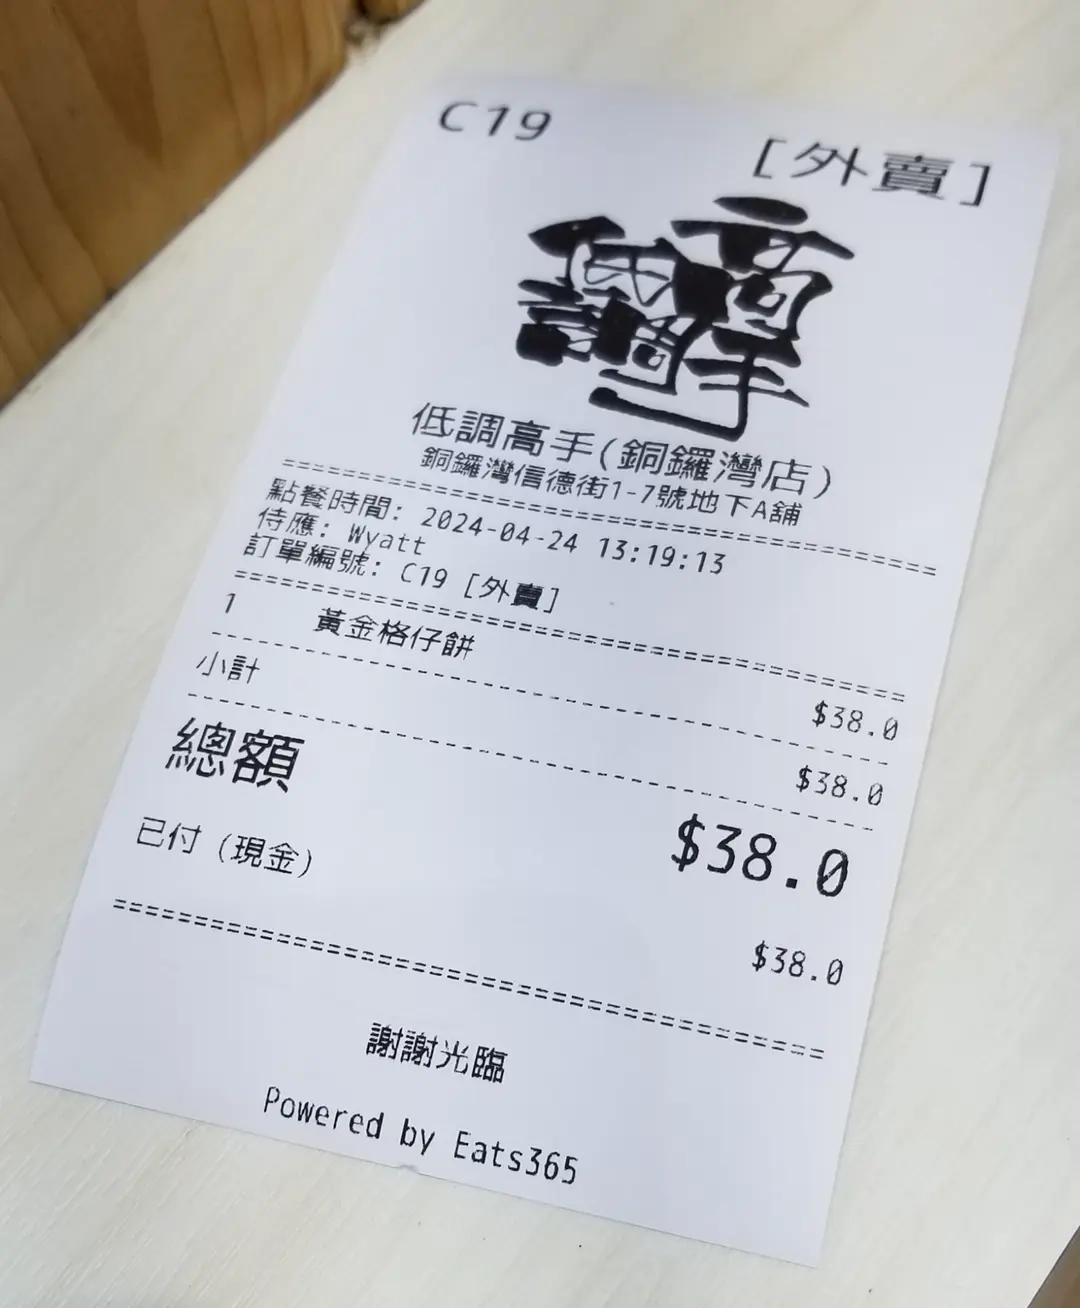 C19
[外賣]
低調高手
低調高手(銅鑼灣店)
銅鑼灣信德街1-7號地下A舖
================================================
點餐時間: 2024-04-24 13:19:13
侍應: Wyatt
訂單編號: C19 [外賣]
================================================
1 黃金格仔餅 $38.0
------------------------------------------------
小計 $38.0
------------------------------------------------
總額 $38.0
已付 (現金) $38.0
================================================
謝謝光臨
Powered by Eats365